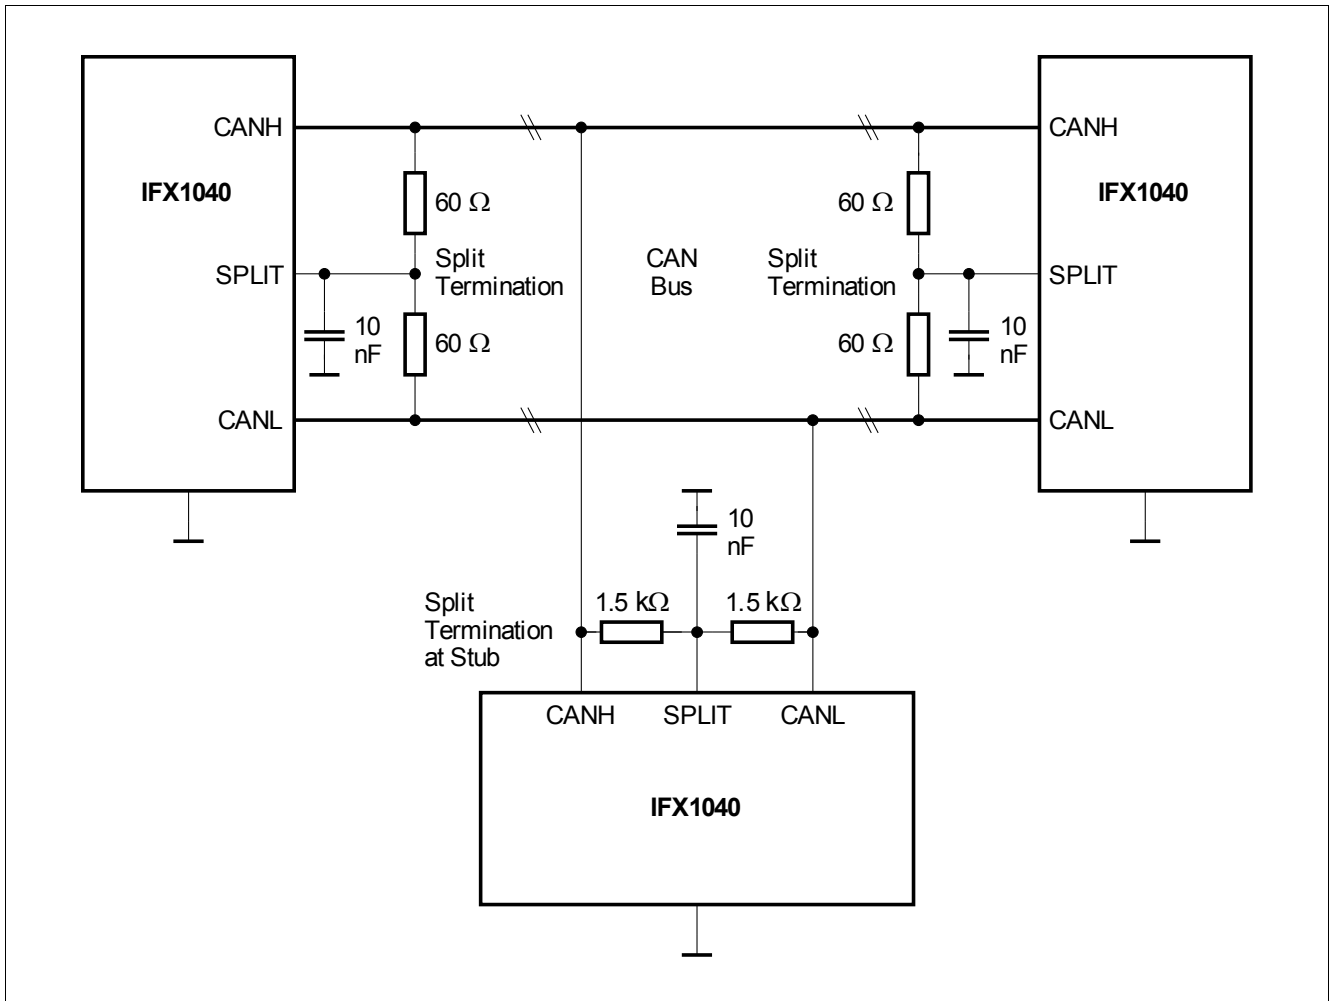 CANH
IFX1040
SPLIT
CANL
60 Ω
Split
Termination
60 Ω
10
nF
CAN
Bus
60 Ω
Split
Termination
60 Ω
10
nF
CANH
IFX1040
SPLIT
CANL
10
nF
Split
Termination
at Stub
1.5 kΩ
1.5 kΩ
CANH
SPLIT
CANL
IFX1040